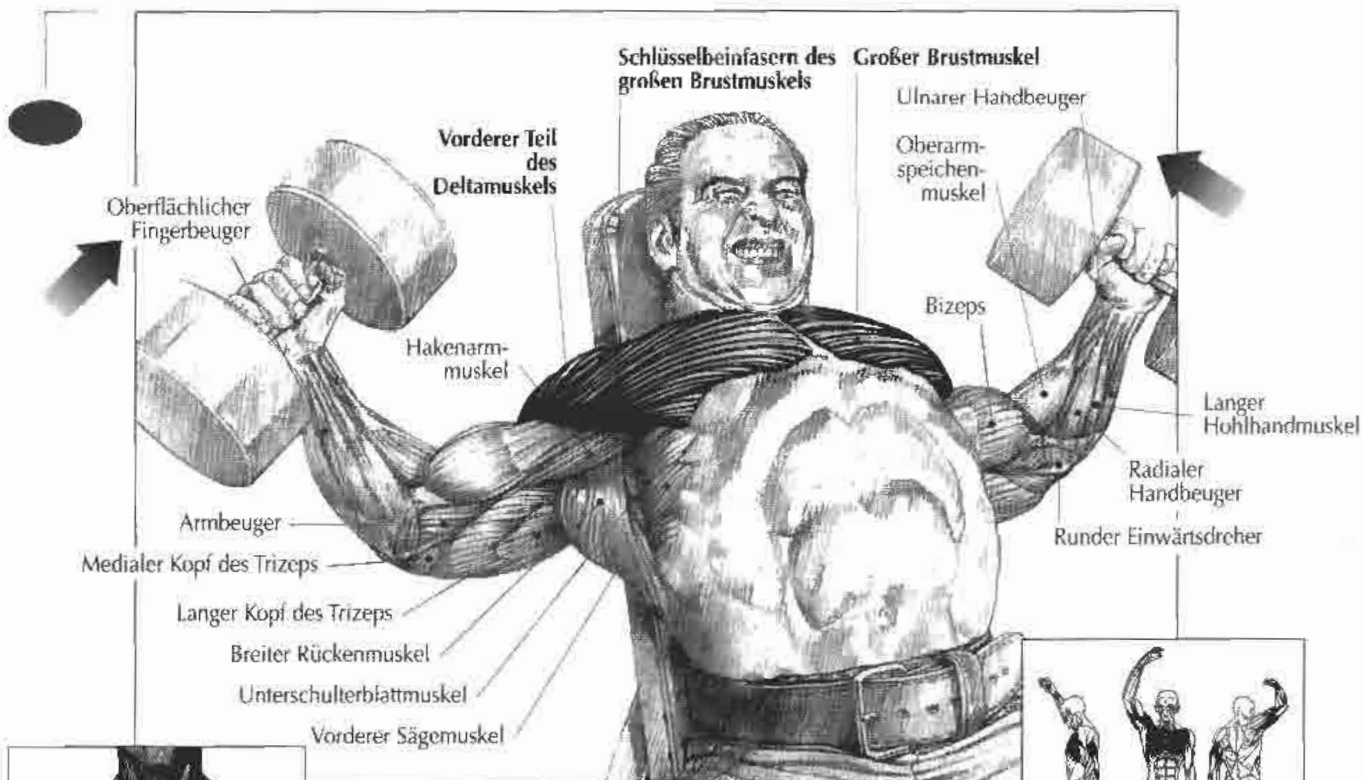 Schlüsselbeinfasern des
großen Brustmuskels
Großer Brustmuskel
Ulnarer Handbeuger
Vorderer Teil
des
Deltamuskels
Oberarm-
speichen-
muskel
Oberflächlicher
Fingerbeuger
Bizeps
Hakenarm-
muskel
Langer
Hohlhandmuskel
Radialer
Handbeuger
Armbeuger
Runder Einwärtsdreher
Medialer Kopf des Trizeps
Langer Kopf des Trizeps
Breiter Rückenmuskel
Unterschulterblattmuskel
Vorderer Sägemuskel